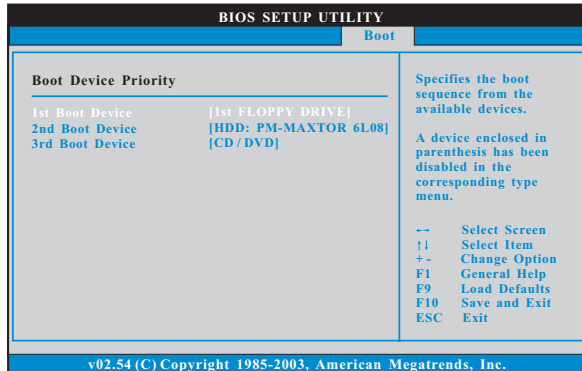 BIOS SETUP UTILITY
Boot
Boot Device Priority
1st Boot Device [1st FLOPPY DRIVE]
2nd Boot Device [HDD: PM-MAXTOR 6L08]
3rd Boot Device [CD/DVD]
Specifies the boot
sequence from the
available devices.
A device enclosed in
parenthesis has been
disabled in the
corresponding type
menu.
←→ Select Screen
↑↓ Select Item
+ - Change Option
F1 General Help
F9 Load Defaults
F10 Save and Exit
ESC Exit
v02.54 (C) Copyright 1985-2003, American Megatrends, Inc.